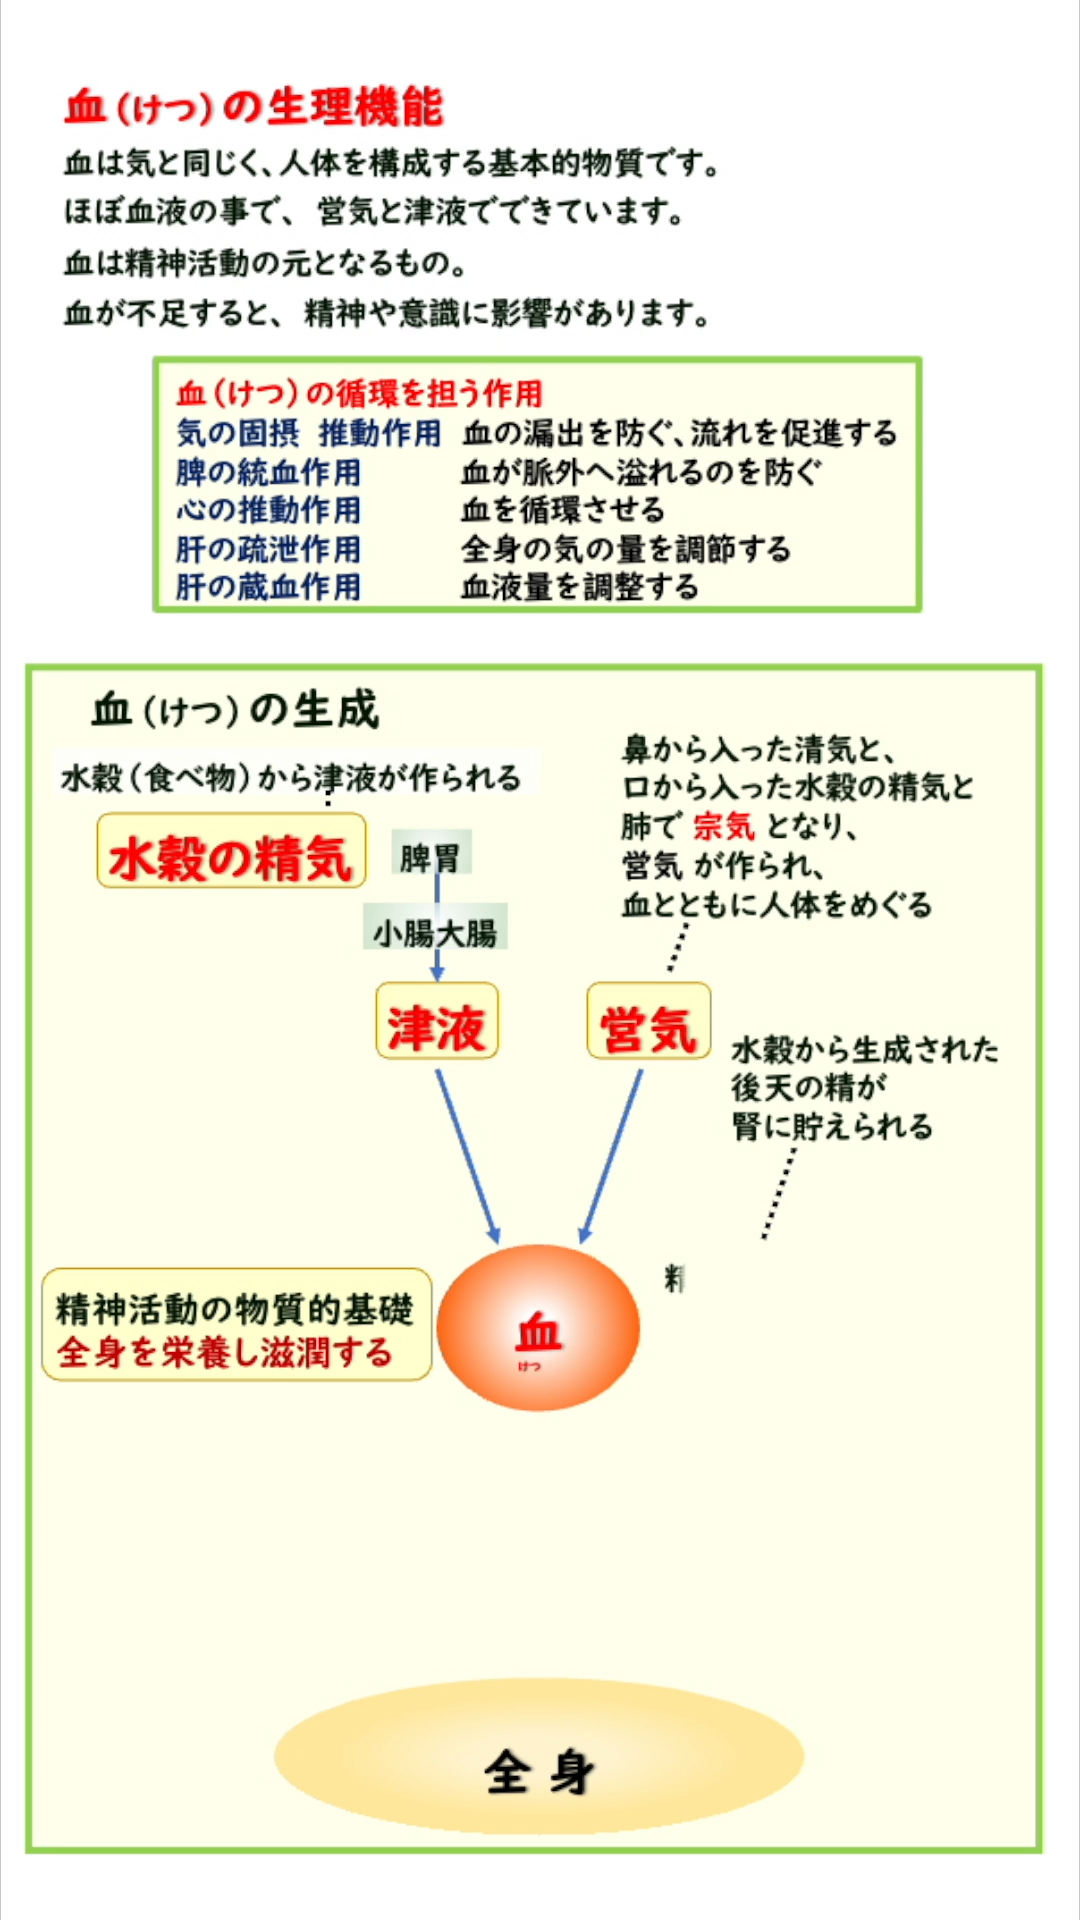 血（けつ）の生理機能
血は気と同じく、人体を構成する基本的物質です。
ほぼ血液の事で、 営気と津液でできています。
血は精神活動の元となるもの。
血が不足すると、 精神や意識に影響があります。
血（けつ）の循環を担う作用
気の固摂 推動作用 血の漏出を防ぐ、流れを促進する
脾の統血作用 血が脈外へ溢れるのを防ぐ
心の推動作用 血を循環させる
肝の疏泄作用 全身の気の量を調節する
肝の蔵血作用 血液量を調整する
血（けつ）の生成
水穀（食べ物）から津液が作られる
水穀の精気
脾胃
小腸大腸
津液
鼻から入った清気と、
口から入った水穀の精気と
肺で 宗気 となり、
営気 が作られ、
血とともに人体をめぐる
営気
水穀から生成された
後天の精が
腎に貯えられる
精神活動の物質的基礎
全身を栄養し滋潤する
血
けつ
全 身